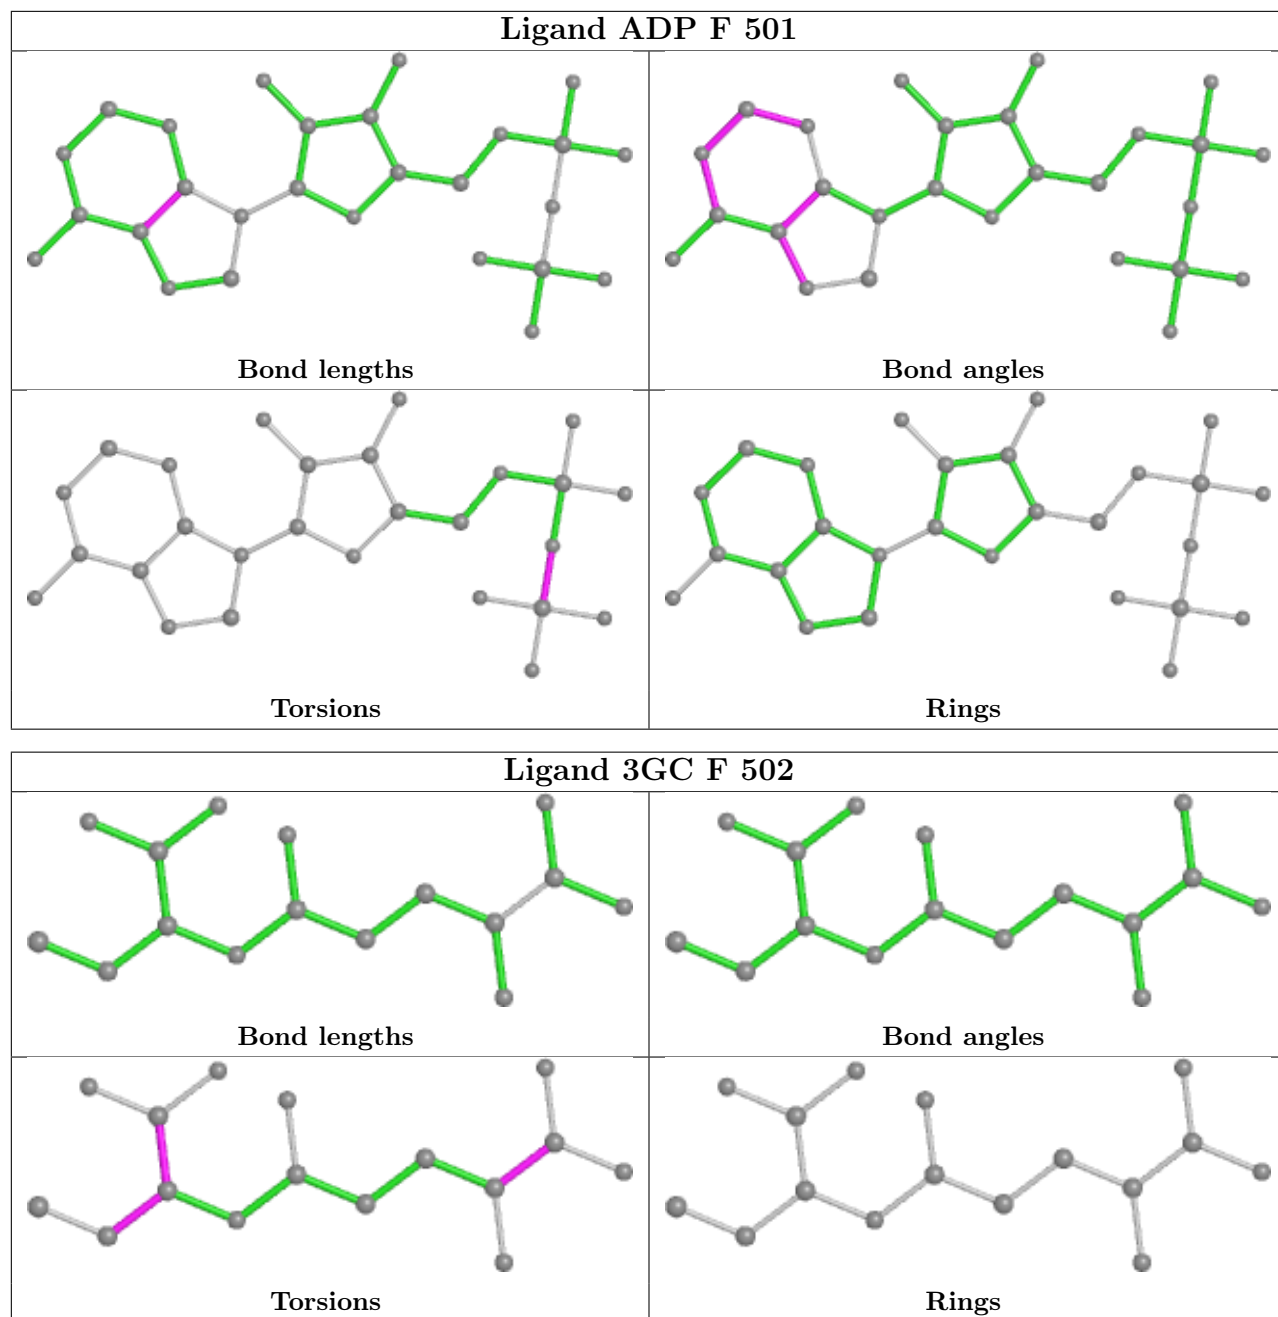 Ligand ADP F 501
Bond lengths
Bond angles
Torsions
Rings
Ligand 3GC F 502
Bond lengths
Bond angles
Torsions
Rings